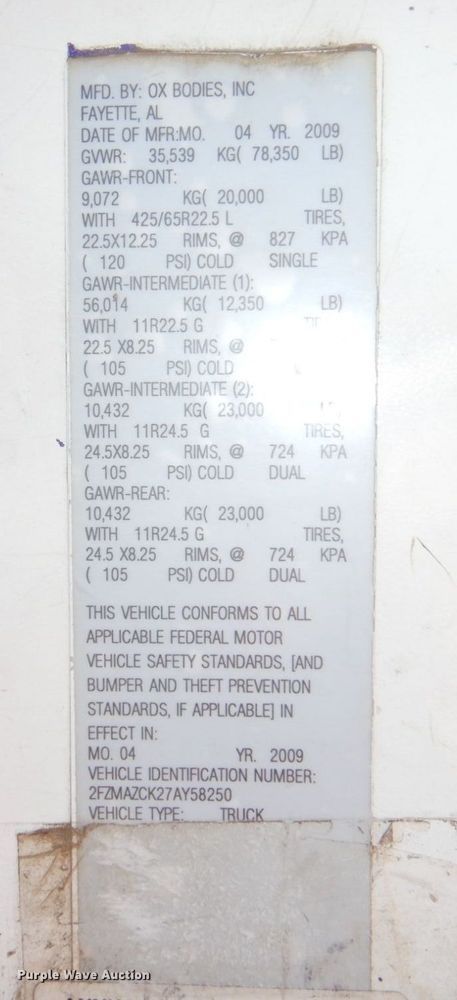 MFD. BY: OX BODIES, INC
FAYETTE, AL
DATE OF MFR:MO. 04 YR. 2009
GVWR: 35,539 KG( 78,350 LB)
GAWR-FRONT:
9,072 KG( 20,000 LB)
WITH 425/65R22.5 L TIRES,
22.5X12.25 RIMS, @ 827 KPA
( 120 PSI) COLD SINGLE
GAWR-INTERMEDIATE (1):
56,014 KG( 12,350 LB)
WITH 11R22.5 G
22.5 X8.25 RIMS, @
( 105 PSI) COLD
GAWR-INTERMEDIATE (2):
10,432 KG( 23,000
WITH 11R24.5 G TIRES,
24.5X8.25 RIMS, @ 724 KPA
( 105 PSI) COLD DUAL
GAWR-REAR:
10,432 KG( 23,000 LB)
WITH 11R24.5 G TIRES,
24.5 X8.25 RIMS, @ 724 KPA
( 105 PSI) COLD DUAL
THIS VEHICLE CONFORMS TO ALL
APPLICABLE FEDERAL MOTOR
VEHICLE SAFETY STANDARDS, [AND
BUMPER AND THEFT PREVENTION
STANDARDS, IF APPLICABLE] IN
EFFECT IN:
MO. 04 YR. 2009
VEHICLE IDENTIFICATION NUMBER:
2FZMAZCK27AY58250
VEHICLE TYPE: TRUCK
Purple Wave Auction